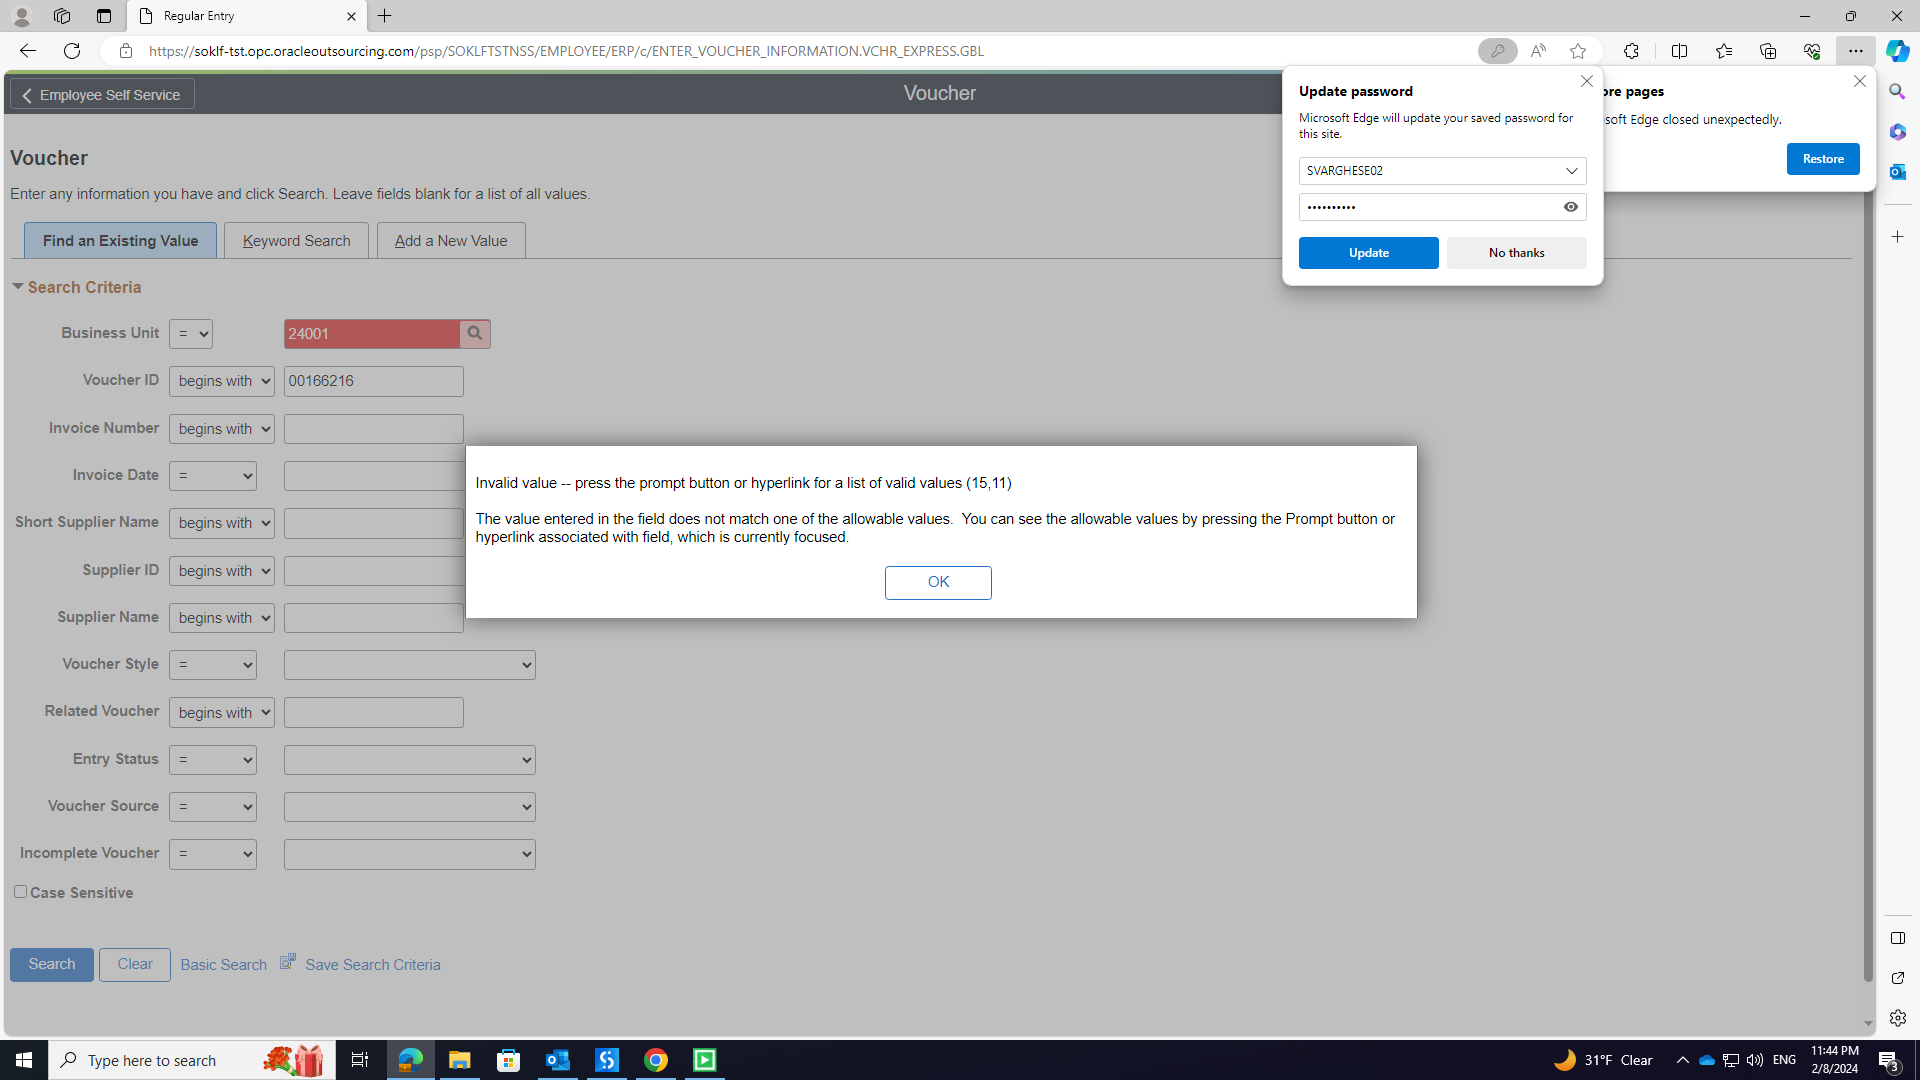 Regular Entry
https://soklf-tst.opc.oracleoutsourcing.com/psp/SOKLFTSTNSS/EMPLOYEE/ERP/c/ENTER_VOUCHER_INFORMATION.VCHR_EXPRESS.GBL
Employee Self Service
Voucher
Update password
Microsoft Edge will update your saved password for
this site.
SVARGHESE02
••••••••••
Update
No thanks
ore pages
soft Edge closed unexpectedly.
Restore
Voucher
Enter any information you have and click Search. Leave fields blank for a list of all values.
Find an Existing Value
Keyword Search
Add a New Value
Search Criteria
Business Unit = 24001
Voucher ID begins with 00166216
Invoice Number begins with
Invoice Date =
Short Supplier Name begins with
Supplier ID begins with
Supplier Name begins with
Voucher Style =
Related Voucher begins with
Entry Status =
Voucher Source =
Incomplete Voucher =
Case Sensitive
Search Clear Basic Search Save Search Criteria
Invalid value -- press the prompt button or hyperlink for a list of valid values (15,11)
The value entered in the field does not match one of the allowable values. You can see the allowable values by pressing the Prompt button or
hyperlink associated with field, which is currently focused.
OK
Type here to search
31°F Clear
ENG
11:44 PM
2/8/2024
3